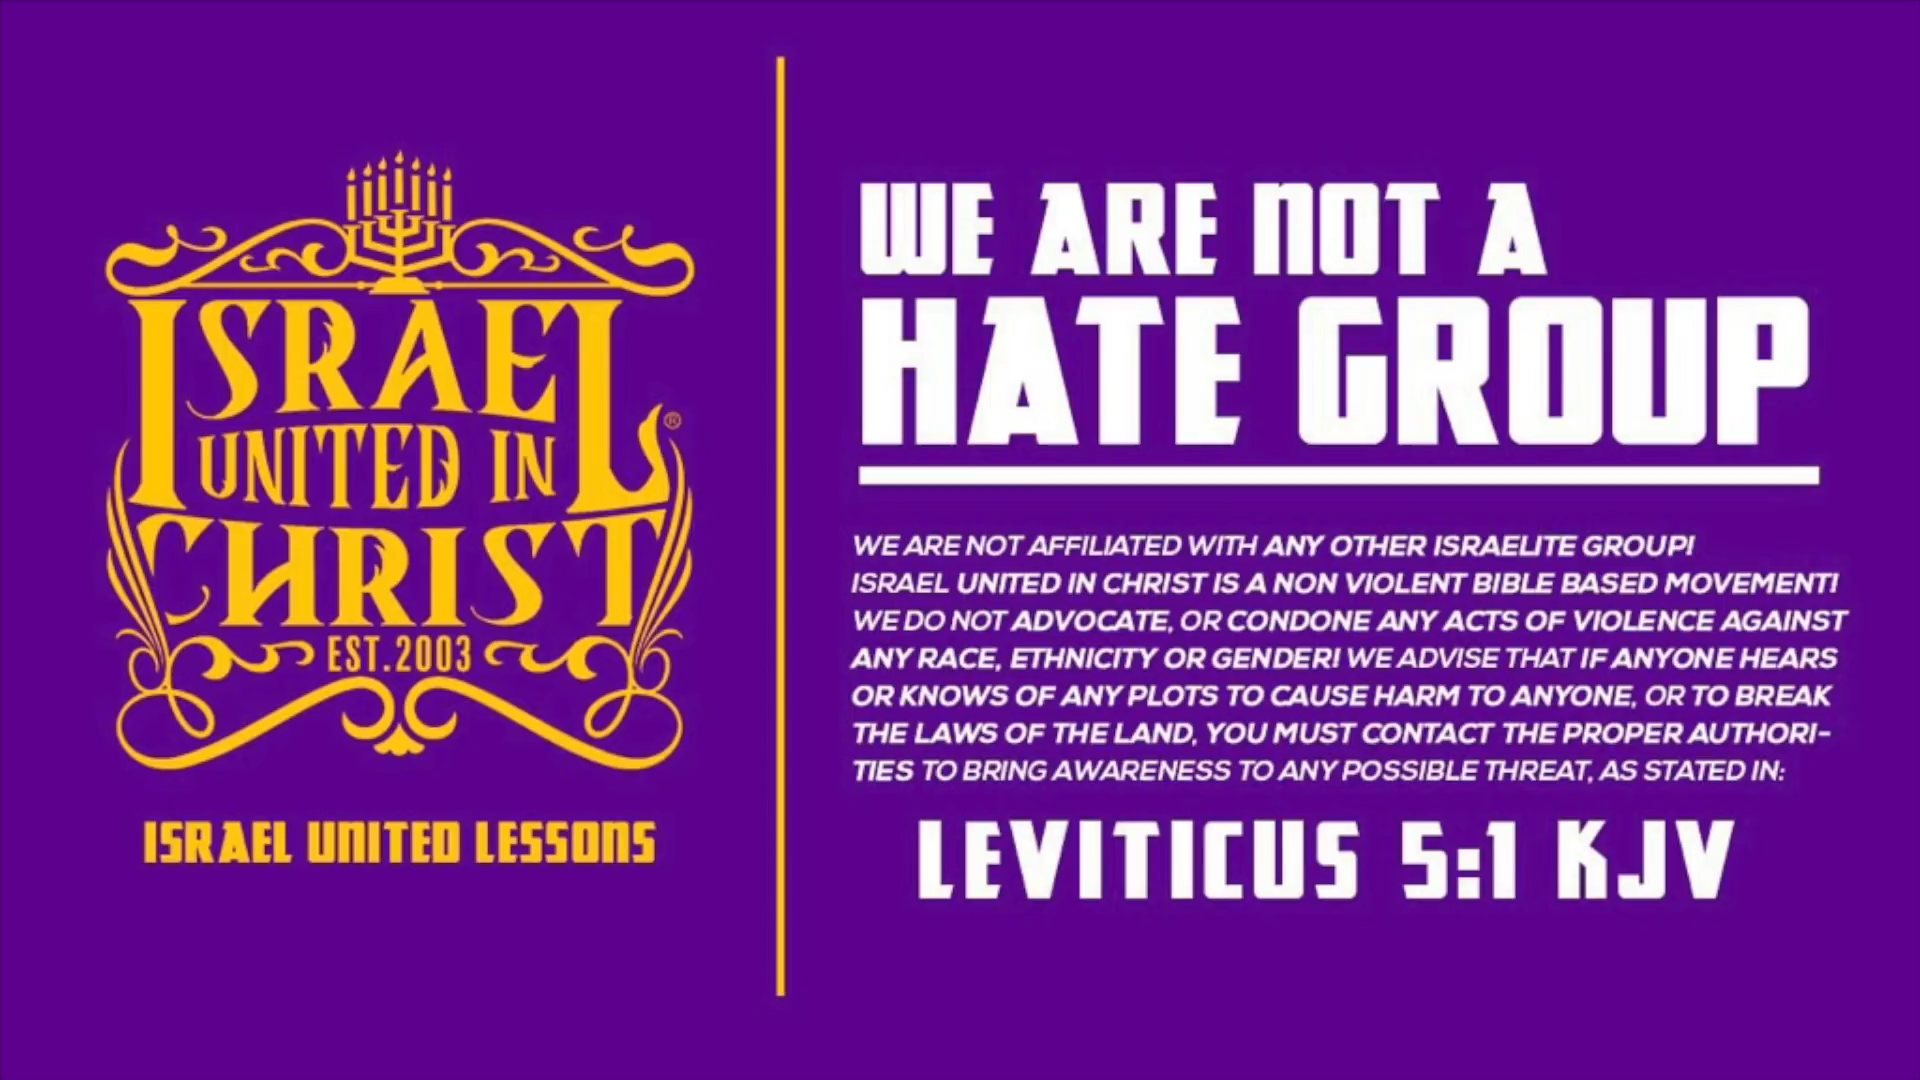 ISRAEL
UNITED IN
CHRIST®
EST.2003
ISRAEL UNITED LESSONS
WE ARE NOT A
HATE GROUP
WE ARE NOT AFFILIATED WITH ANY OTHER ISRAELITE GROUP!
ISRAEL UNITED IN CHRIST IS A NON VIOLENT BIBLE BASED MOVEMENT!
WE DO NOT ADVOCATE, OR CONDONE ANY ACTS OF VIOLENCE AGAINST
ANY RACE, ETHNICITY OR GENDER! WE ADVISE THAT IF ANYONE HEARS
OR KNOWS OF ANY PLOTS TO CAUSE HARM TO ANYONE, OR TO BREAK
THE LAWS OF THE LAND, YOU MUST CONTACT THE PROPER AUTHORI-
TIES TO BRING AWARENESS TO ANY POSSIBLE THREAT, AS STATED IN:
LEVITICUS 5:1 KJV